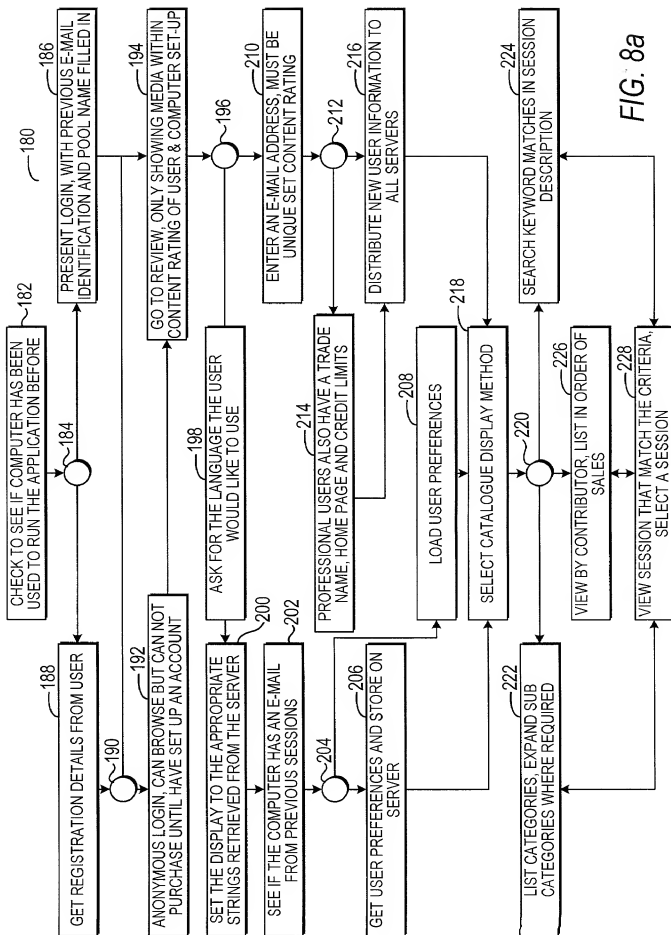 180
182
CHECK TO SEE IF COMPUTER HAS BEEN
USED TO RUN THE APPLICATION BEFORE
184
186
PRESENT LOGIN, WITH PREVIOUS E-MAIL
IDENTIFICATION AND POOL NAME FILLED IN
188
GET REGISTRATION DETAILS FROM USER
190
192
ANONYMOUS LOGIN, CAN BROWSE BUT CAN NOT
PURCHASE UNTIL HAVE SET UP AN ACCOUNT
194
GO TO REVIEW, ONLY SHOWING MEDIA WITHIN
CONTENT RATING OF USER & COMPUTER SET-UP
196
198
ASK FOR THE LANGUAGE THE USER
WOULD LIKE TO USE
200
SET THE DISPLAY TO THE APPROPRIATE
STRINGS RETRIEVED FROM THE SERVER
202
SEE IF THE COMPUTER HAS AN E-MAIL
FROM PREVIOUS SESSIONS
204
206
GET USER PREFERENCES AND STORE ON
SERVER
208
LOAD USER PREFERENCES
210
ENTER AN E-MAIL ADDRESS, MUST BE
UNIQUE SET CONTENT RATING
212
214
PROFESSIONAL USERS ALSO HAVE A TRADE
NAME, HOME PAGE AND CREDIT LIMITS
216
DISTRIBUTE NEW USER INFORMATION TO
ALL SERVERS
218
SELECT CATALOGUE DISPLAY METHOD
220
222
LIST CATEGORIES, EXPAND SUB
CATEGORIES WHERE REQUIRED
224
SEARCH KEYWORD MATCHES IN SESSION
DESCRIPTION
226
VIEW BY CONTRIBUTOR, LIST IN ORDER OF
SALES
228
VIEW SESSION THAT MATCH THE CRITERIA,
SELECT A SESSION
FIG. 8a